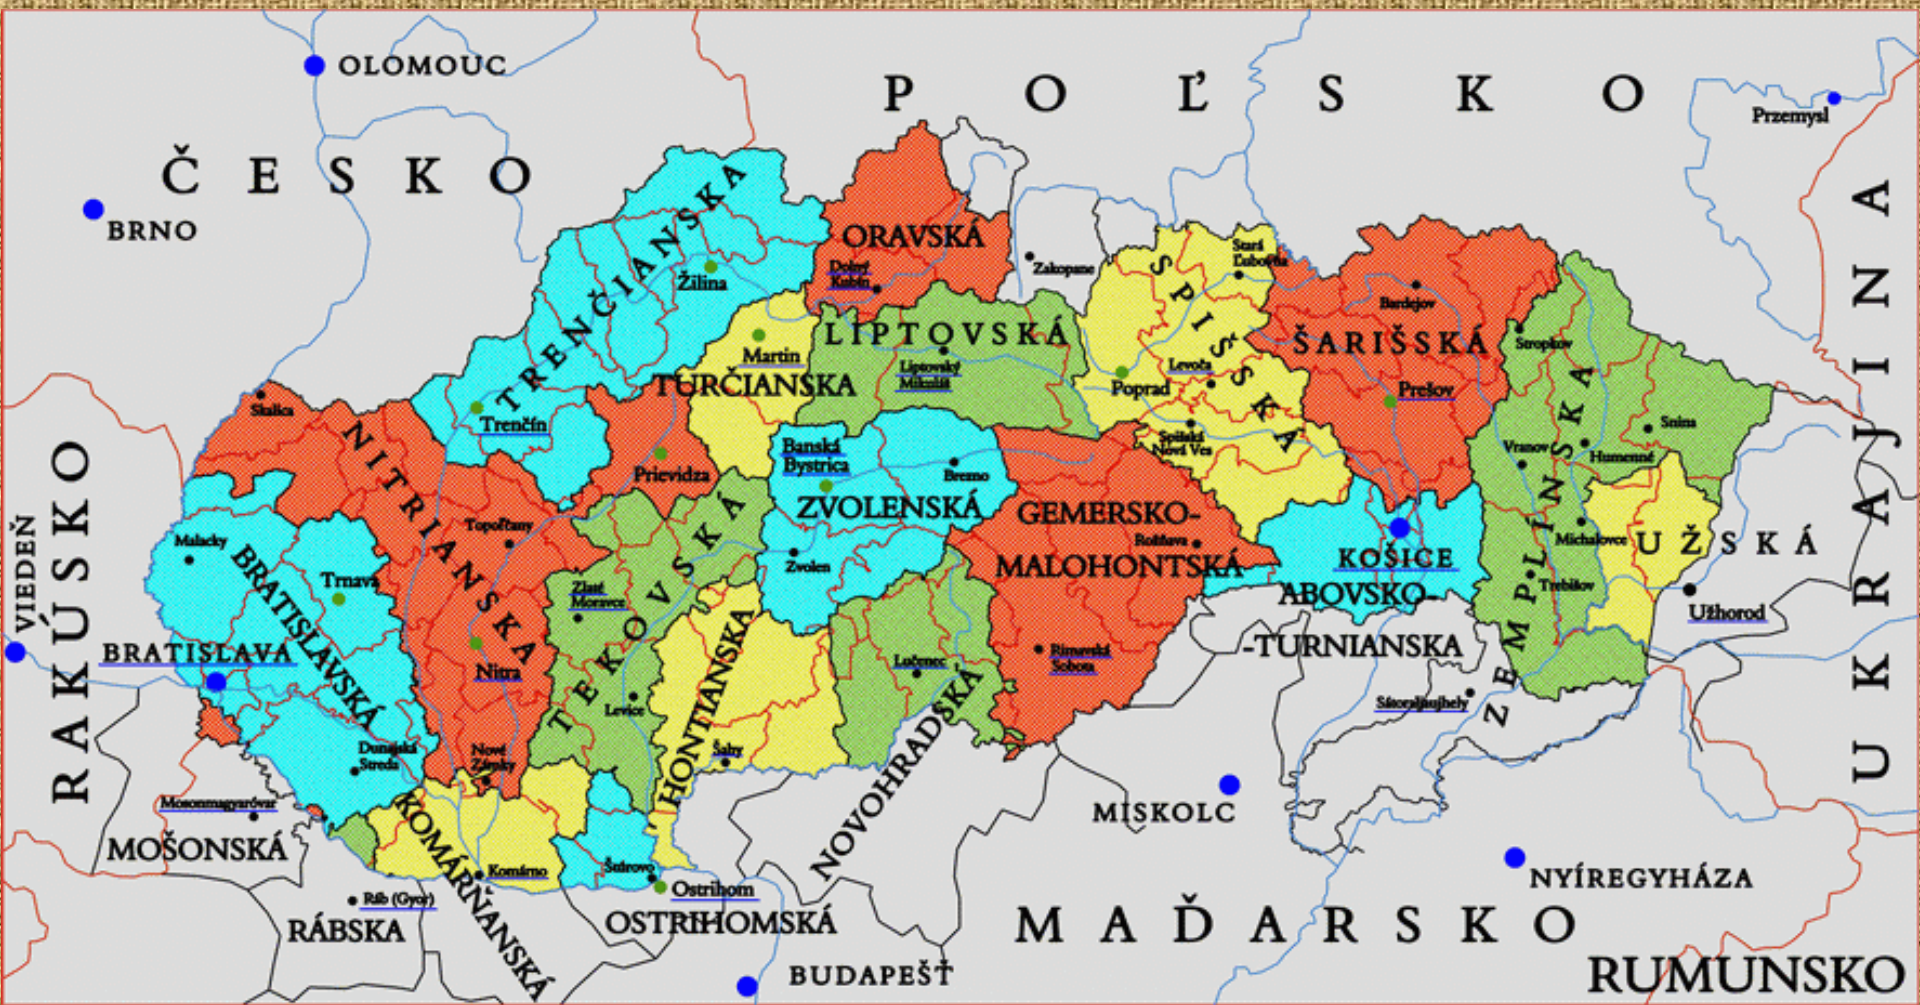 OLOMOUC
P O Ľ S K O
Przemysl
Č E S K O
BRNO
TRENČIANSKA
Žilina
ORAVSKÁ
Dolný
Kubín
Zakopane
SPIŠSKÁ
Stará
Ľubovňa
Bardejov
ŠARIŠSKÁ
Stropkov
UKRAJINA
Martin
TURČIANSKA
LIPTOVSKÁ
Liptovský
Mikuláš
Poprad
Levoča
Prešov
Skalica
Trenčín
NITRIANSKA
Prievidza
Banská
Bystrica
Brezno
ZVOLENSKÁ
Spišská
Nová Ves
Vranov
Humenné
Snina
ZEMPLÍNSKA
RAKÚSKO
VIEDEŇ
Malacky
BRATISLAVSKÁ
Trnava
Topoľčany
TEKOVSKÁ
Zlaté
Moravce
Zvolen
GEMERSKO-
MALOHONTSKÁ
Rožňava
KOŠICE
ABOVSKO-
-TURNIANSKA
Michalovce
Trebišov
UŽSKÁ
Užhorod
BRATISLAVA
Nitra
Levice
HONTIANSKA
Lučenec
Rimavská
Sobota
Sátoraljaujhely
Dunajská
Streda
Nové
Zámky
Šahy
NOVOHRADSKÁ
Mosonmagyaróvar
MOŠONSKÁ
KOMÁRŇANSKÁ
Komárno
Štúrovo
Ostrihom
OSTRIHOMSKÁ
Ráb (Gyor)
RÁBSKA
MISKOLC
NYÍREGYHÁZA
M A Ď A R S K O
BUDAPEŠŤ
RUMUNSKO